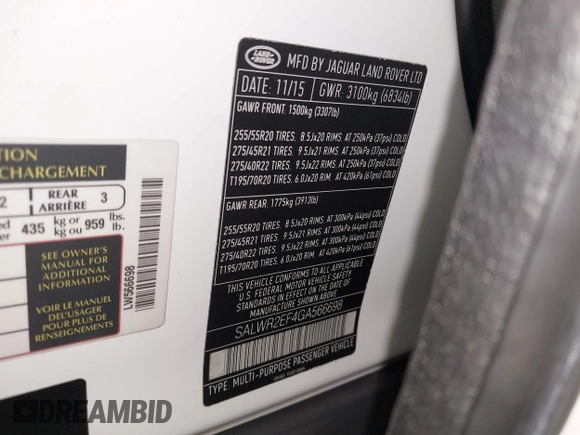 LAND ROVER
MFD BY JAGUAR LAND ROVER LTD
DATE: 11/15 GWR. 3100kg (6834lb)
GAWR FRONT: 1500kg (3307lb)
255/55R20 TIRES. 8.5Jx20 RIMS. AT 250kPa (37psi) COLD
275/45R21 TIRES. 9.5Jx21 RIMS. AT 250kPa (37psi) COLD
275/40R22 TIRES. 9.5Jx22 RIMS AT 250kPa (37psi) COLD
T195/70R20 TIRES. 6.0Jx20 RIM. AT 420kPa (61psi) COLD
GAWR REAR: 1775kg (3913lb)
255/55R20 TIRES. 8.5Jx20 RIMS. AT 300kPa (44psi) COLD
275/45R21 TIRES. 9.5Jx21 RIMS. AT 300kPa (44psi) COLD
275/40R22 TIRES. 9.5Jx22 RIMS AT 300kPa (44psi) COLD
T195/70R20 TIRES. 6.0Jx20 RIM. AT 420kPa (61psi) COLD
THIS VEHICLE CONFORMS TO ALL APPLICABLE
U.S. FEDERAL MOTOR VEHICLE SAFETY
STANDARDS IN EFFECT ON THE DATE OF
MANUFACTURE SHOWN ABOVE.
SALWR2EF4GA566698
TYPE: MULTI-PURPOSE PASSENGER VEHICLE
TION
CHARGEMENT
2 REAR ARRIÈRE 3
435 kg or kg ou 959 lbs. lb.
SEE OWNER'S
MANUAL FOR
ADDITIONAL
INFORMATION
VOIR LE MANUEL
DE L'USAGER
POUR PLUS DE
RENSEIGNEMENTS
LW566698
DREAMBID